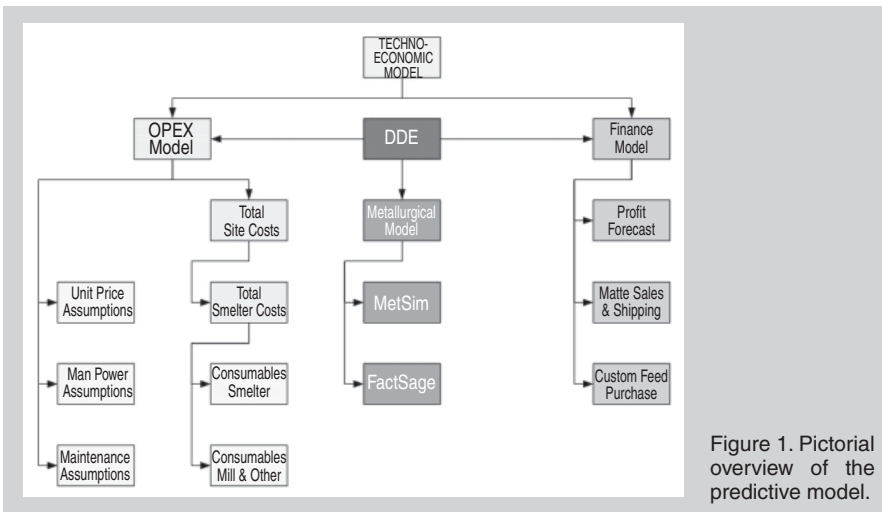 TECHNO-
ECONOMIC
MODEL
OPEX
Model
DDE
Finance
Model
Total
Site Costs
Metallurgical
Model
Profit
Forecast
Unit Price
Assumptions
Total
Smelter Costs
MetSim
Matte Sales
& Shipping
Man Power
Assumptions
Consumables
Smelter
FactSage
Custom Feed
Purchase
Maintenance
Assumptions
Consumables
Mill & Other
Figure 1. Pictorial
overview of the
predictive model.